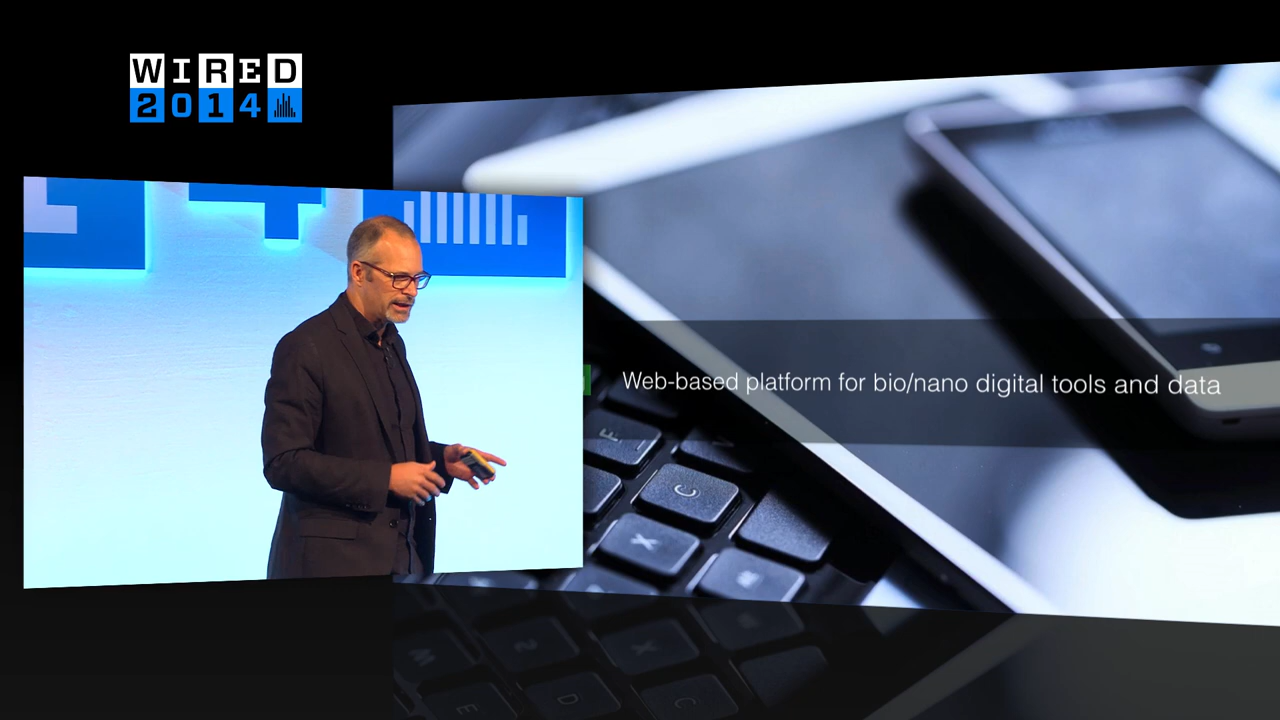 WIRED
2014
Web-based platform for bio/nano digital tools and data
F
C
X